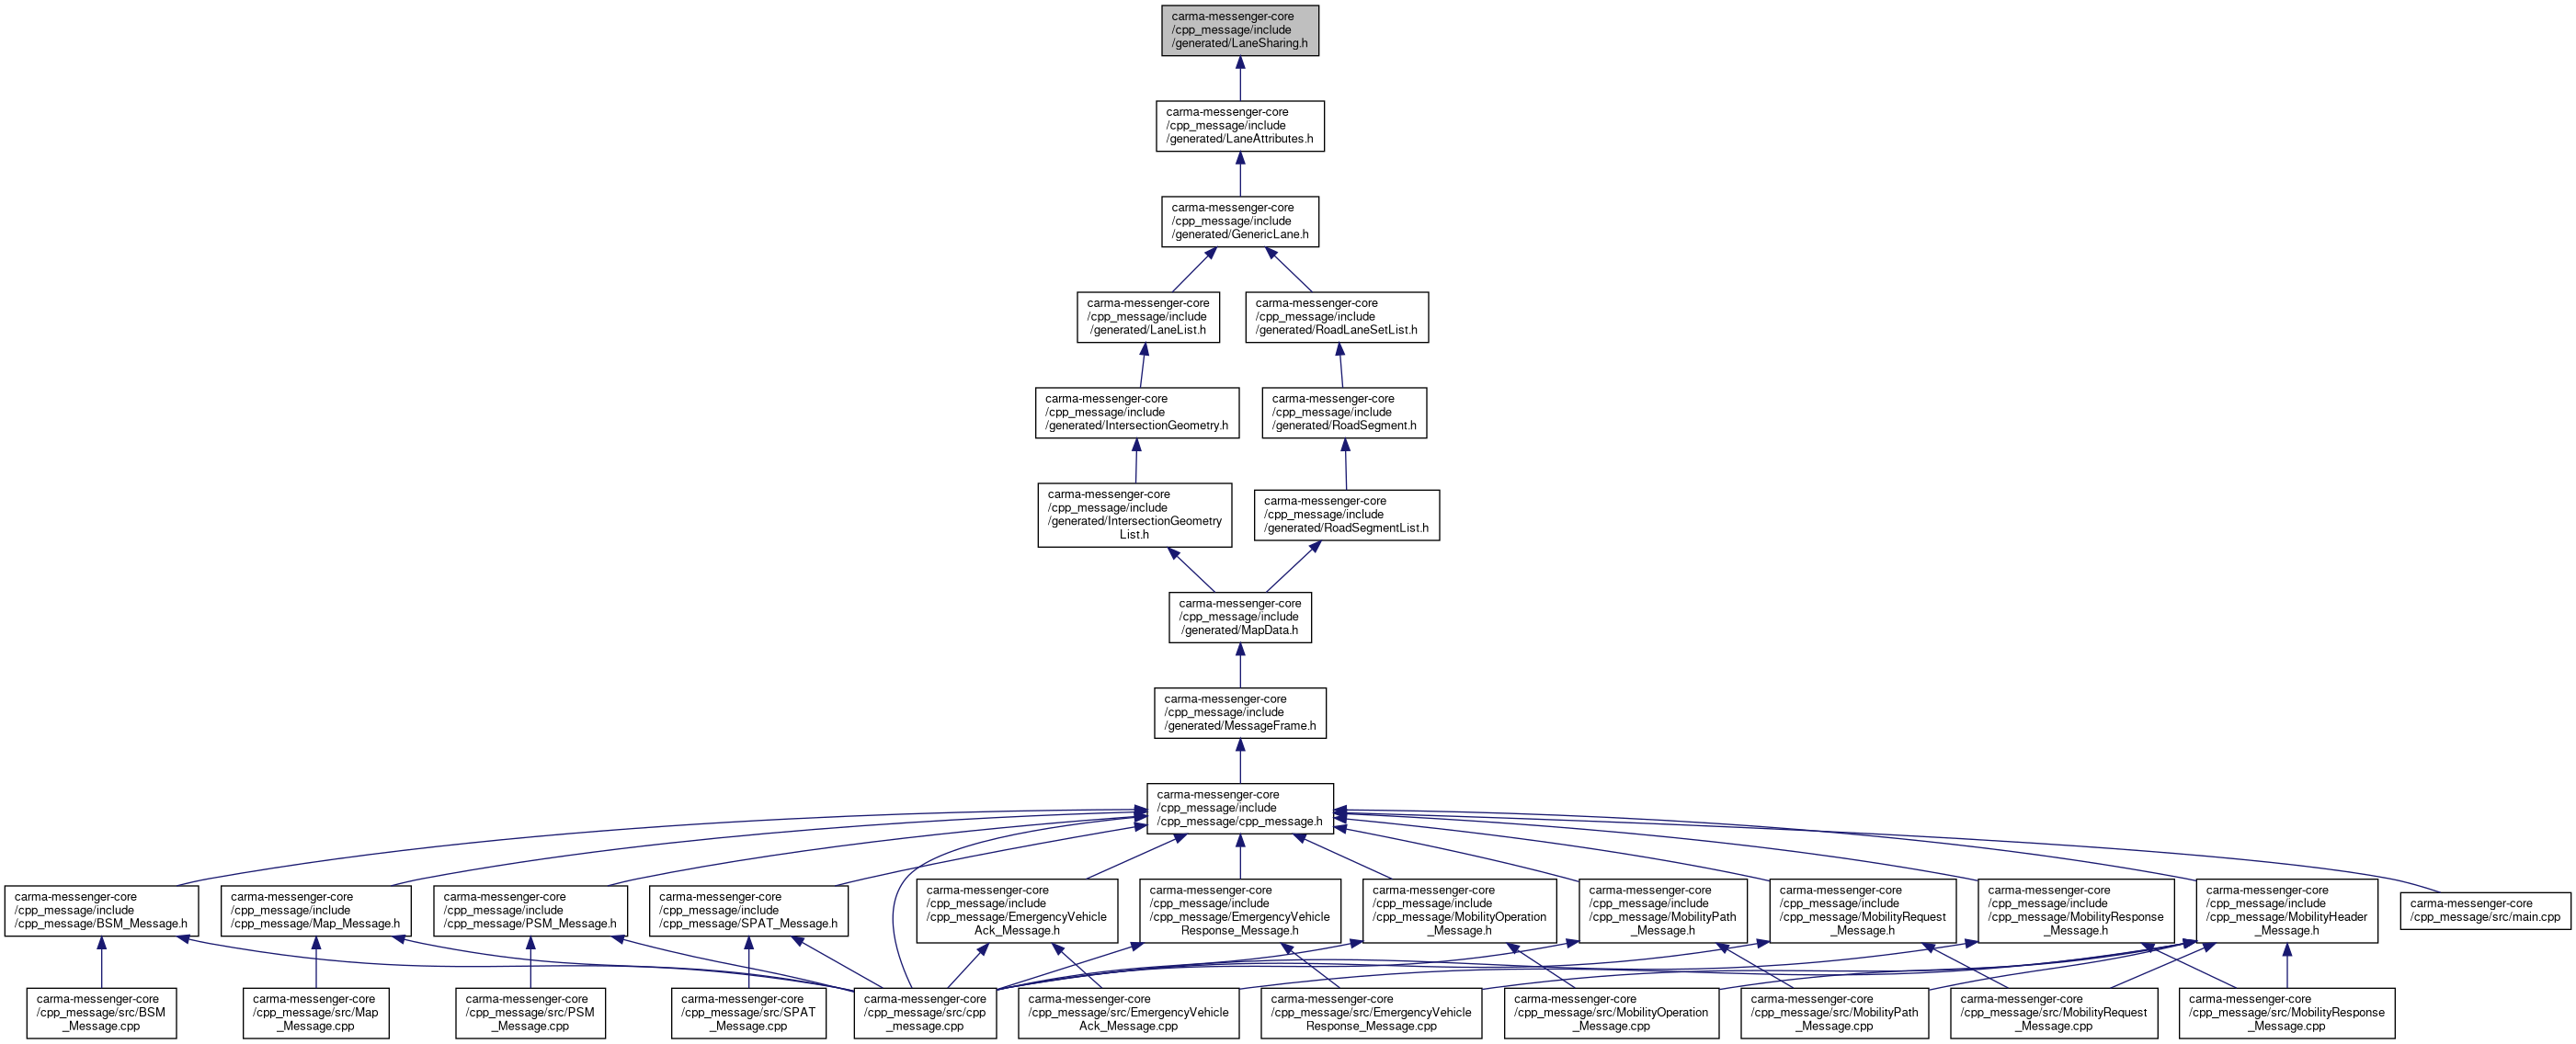 carma-messenger-core
/cpp_message/include
/generated/LaneSharing.h
carma-messenger-core
/cpp_message/include
/generated/LaneAttributes.h
carma-messenger-core
/cpp_message/include
/generated/GenericLane.h
carma-messenger-core
/cpp_message/include
/generated/LaneList.h
carma-messenger-core
/cpp_message/include
/generated/RoadLaneSetList.h
carma-messenger-core
/cpp_message/include
/generated/IntersectionGeometry.h
carma-messenger-core
/cpp_message/include
/generated/RoadSegment.h
carma-messenger-core
/cpp_message/include
/generated/IntersectionGeometry
List.h
carma-messenger-core
/cpp_message/include
/generated/RoadSegmentList.h
carma-messenger-core
/cpp_message/include
/generated/MapData.h
carma-messenger-core
/cpp_message/include
/generated/MessageFrame.h
carma-messenger-core
/cpp_message/include
/cpp_message/cpp_message.h
carma-messenger-core
/cpp_message/include
/cpp_message/BSM_Message.h
carma-messenger-core
/cpp_message/include
/cpp_message/Map_Message.h
carma-messenger-core
/cpp_message/include
/cpp_message/PSM_Message.h
carma-messenger-core
/cpp_message/include
/cpp_message/SPAT_Message.h
carma-messenger-core
/cpp_message/include
/cpp_message/EmergencyVehicle
Ack_Message.h
carma-messenger-core
/cpp_message/include
/cpp_message/EmergencyVehicle
Response_Message.h
carma-messenger-core
/cpp_message/include
/cpp_message/MobilityOperation
_Message.h
carma-messenger-core
/cpp_message/include
/cpp_message/MobilityPath
_Message.h
carma-messenger-core
/cpp_message/include
/cpp_message/MobilityRequest
_Message.h
carma-messenger-core
/cpp_message/include
/cpp_message/MobilityResponse
_Message.h
carma-messenger-core
/cpp_message/include
/cpp_message/MobilityHeader
_Message.h
carma-messenger-core
/cpp_message/src/main.cpp
carma-messenger-core
/cpp_message/src/BSM
_Message.cpp
carma-messenger-core
/cpp_message/src/Map
_Message.cpp
carma-messenger-core
/cpp_message/src/PSM
_Message.cpp
carma-messenger-core
/cpp_message/src/SPAT
_Message.cpp
carma-messenger-core
/cpp_message/src/cpp
_message.cpp
carma-messenger-core
/cpp_message/src/EmergencyVehicle
Ack_Message.cpp
carma-messenger-core
/cpp_message/src/EmergencyVehicle
Response_Message.cpp
carma-messenger-core
/cpp_message/src/MobilityOperation
_Message.cpp
carma-messenger-core
/cpp_message/src/MobilityPath
_Message.cpp
carma-messenger-core
/cpp_message/src/MobilityRequest
_Message.cpp
carma-messenger-core
/cpp_message/src/MobilityResponse
_Message.cpp